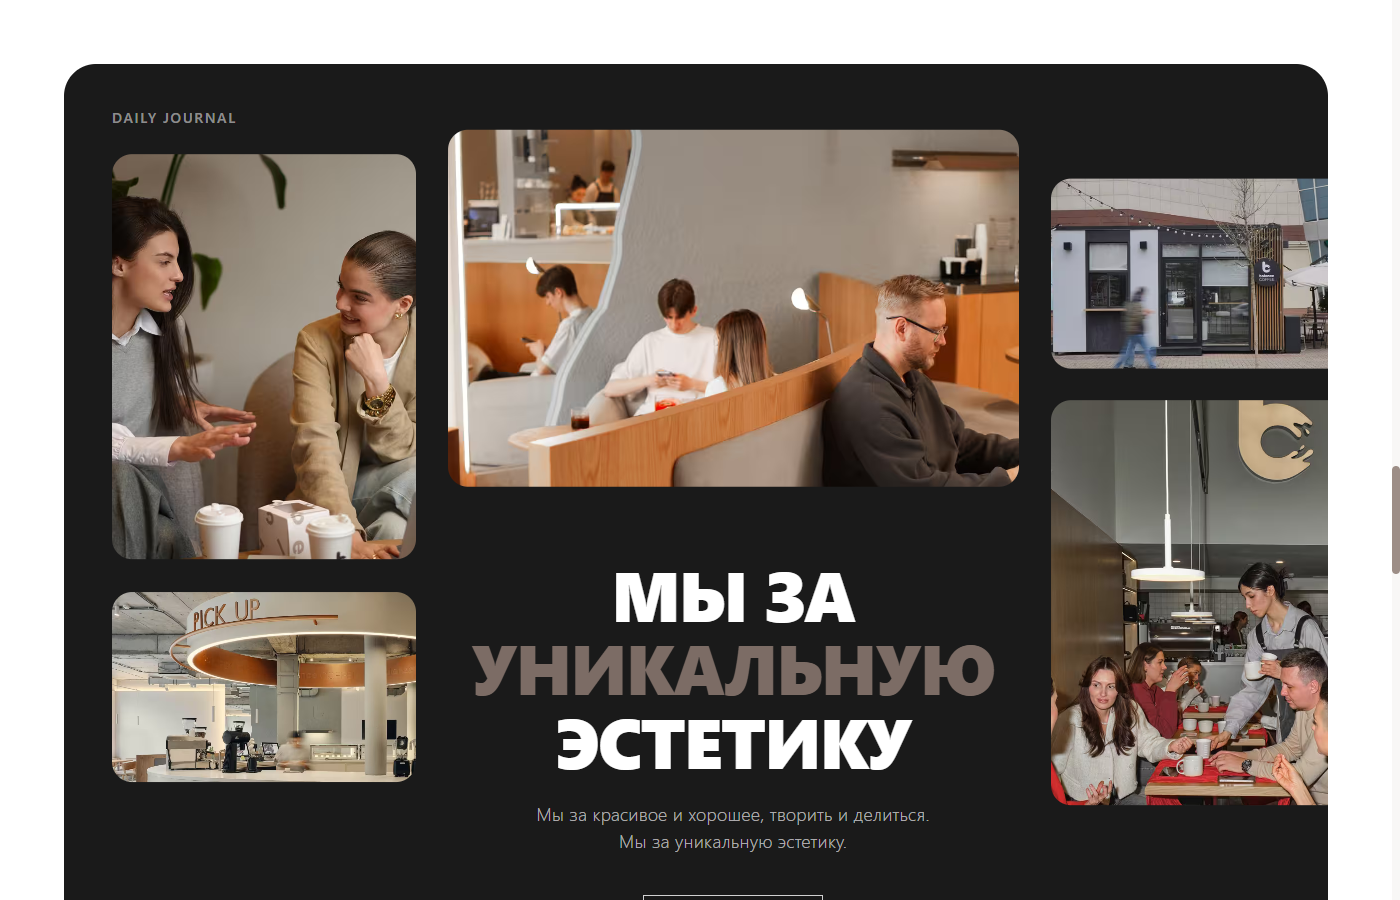 DAILY JOURNAL
PICK UP
МЫ ЗА
УНИКАЛЬНУЮ
ЭСТЕТИКУ
Мы за красивое и хорошее, творить и делиться.
Мы за уникальную эстетику.